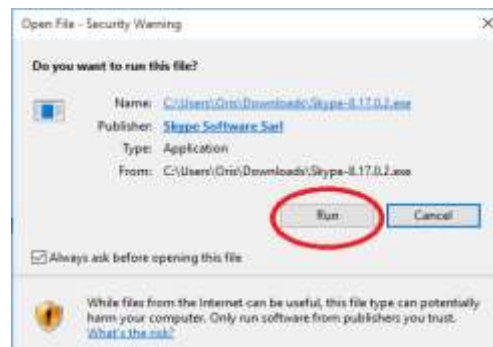 Open File - Security Warning
Do you want to run this file?
Name: C:\Users\Oris\Downloads\Skype-8.17.0.2.exe
Publisher: Skype Software Sarl
Type: Application
From: C:\Users\Oris\Downloads\Skype-8.17.0.2.exe
Run Cancel
Always ask before opening this file
While files from the Internet can be useful, this file type can potentially
harm your computer. Only run software from publishers you trust.
What's the risk?